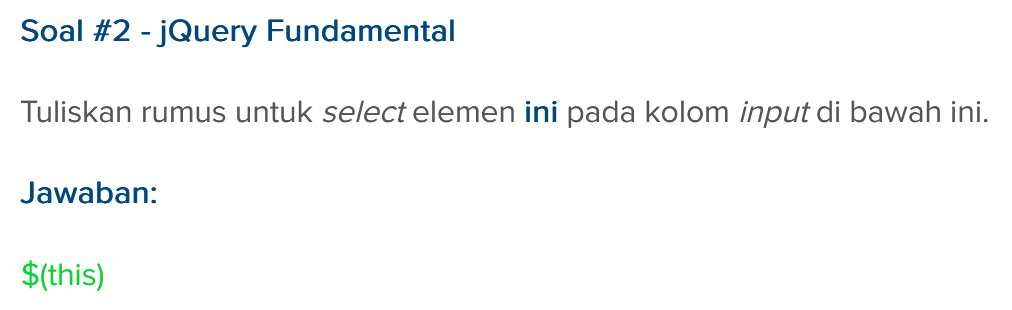 Soal #2 - jQuery Fundamental
Tuliskan rumus untuk select elemen ini pada kolom input di bawah ini.
Jawaban:
$(this)